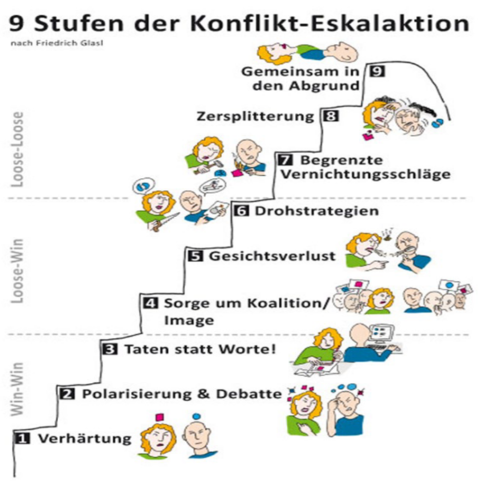 9 Stufen der Konflikt-Eskalaktion
nach Friedrich Glasl
Gemeinsam in
den Abgrund
9
Zersplitterung
8
7
Begrenzte
Vernichtungsschläge
6
Drohstrategien
5
Gesichtsverlust
4
Sorge um Koalition/
Image
3
Taten statt Worte!
2
Polarisierung & Debatte
1
Verhärtung
Loose-Loose
Loose-Win
Win-Win